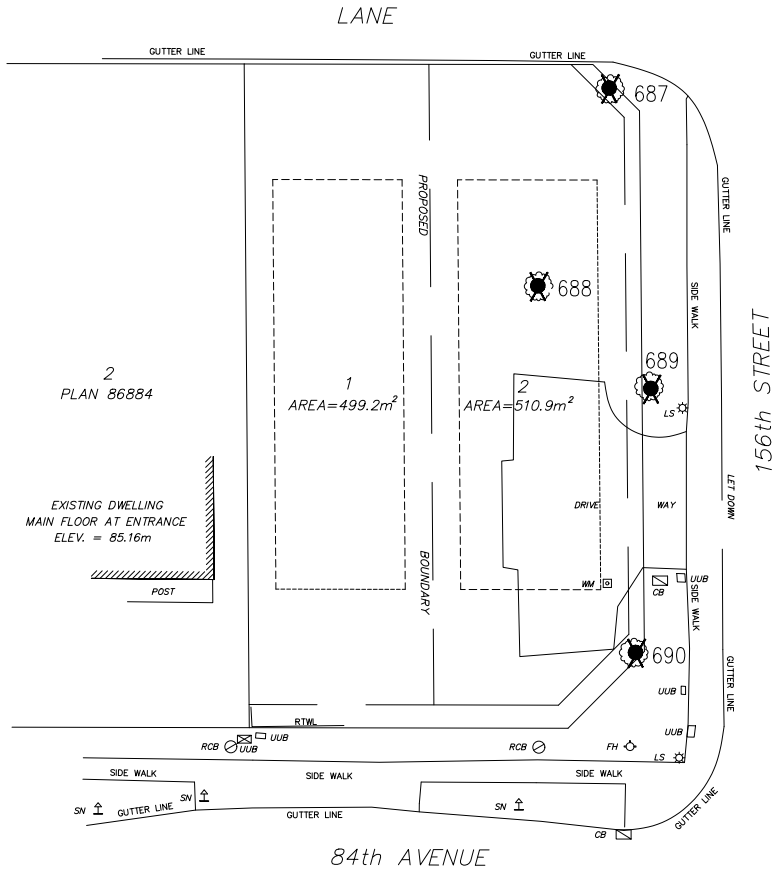 LANE
GUTTER LINE
GUTTER LINE
687
GUTTER LINE
PROPOSED
688
SIDE WALK
689
156th STREET
2
PLAN 86884
1
AREA=499.2m²
2
AREA=510.9m²
LS
EXISTING DWELLING
MAIN FLOOR AT ENTRANCE
ELEV. = 85.16m
DRIVE
WAY
LET DOWN
BOUNDARY
POST
WM
CB
UUB
SIDE WALK
690
GUTTER LINE
UUB
RTWL
UUB
RCB
UUB
RCB
FH
UUB
LS
SIDE WALK
SIDE WALK
SIDE WALK
SN
SN
GUTTER LINE
GUTTER LINE
SN
GUTTER LINE
CB
84th AVENUE